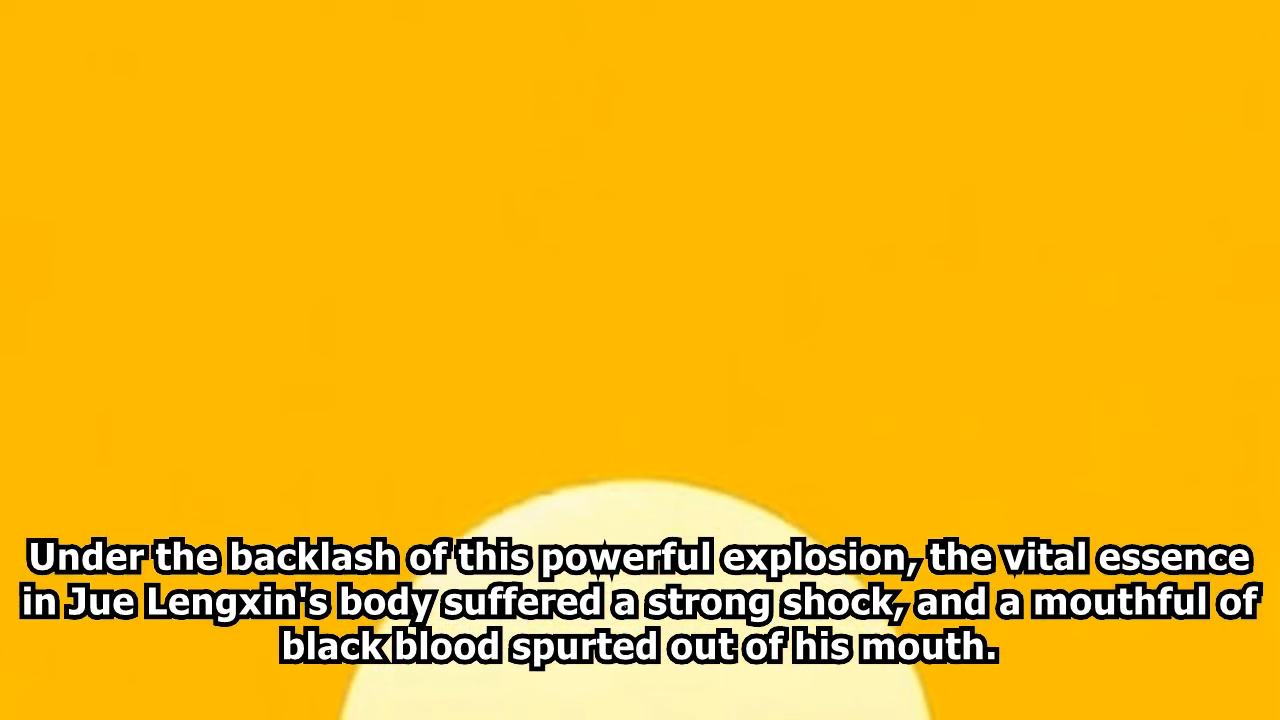 Under the backlash of this powerful explosion, the vital essence
in Jue Lengxin's body suffered a strong shock, and a mouthful of
black blood spurted out of his mouth.